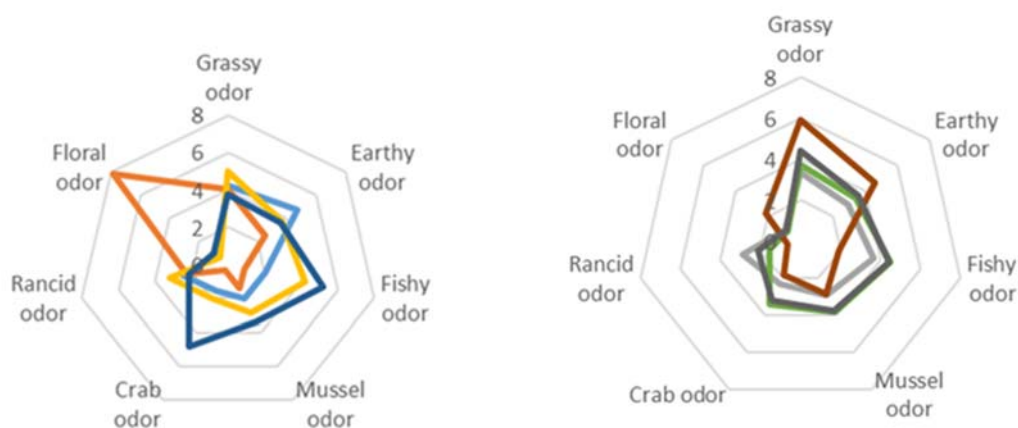 Grassy
odor
8
6
4
2
0
Earthy
odor
Fishy
odor
Mussel
odor
Crab
odor
Rancid
odor
Floral
odor
Grassy
odor
8
6
4
Earthy
odor
Fishy
odor
Mussel
odor
Crab odor
Rancid
odor
Floral
odor